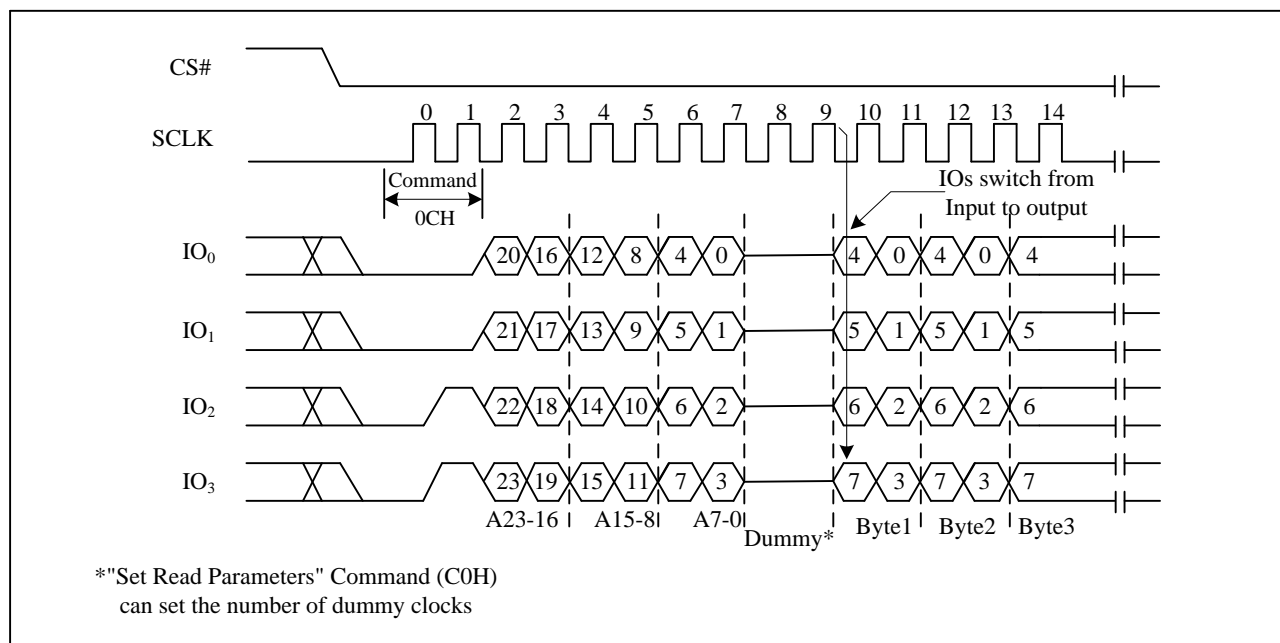 CS#
0 1 2 3 4 5 6 7 8 9 10 11 12 13 14
SCLK
Command
0CH
IOs switch from
Input to output
IO0 20 16 12 8 4 0 4 0 4 0 4
IO1 21 17 13 9 5 1 5 1 5 1 5
IO2 22 18 14 10 6 2 6 2 6 2 6
IO3 23 19 15 11 7 3 7 3 7 3 7
A23-16 A15-8 A7-0 Dummy* Byte1 Byte2 Byte3
*"Set Read Parameters" Command (C0H)
can set the number of dummy clocks